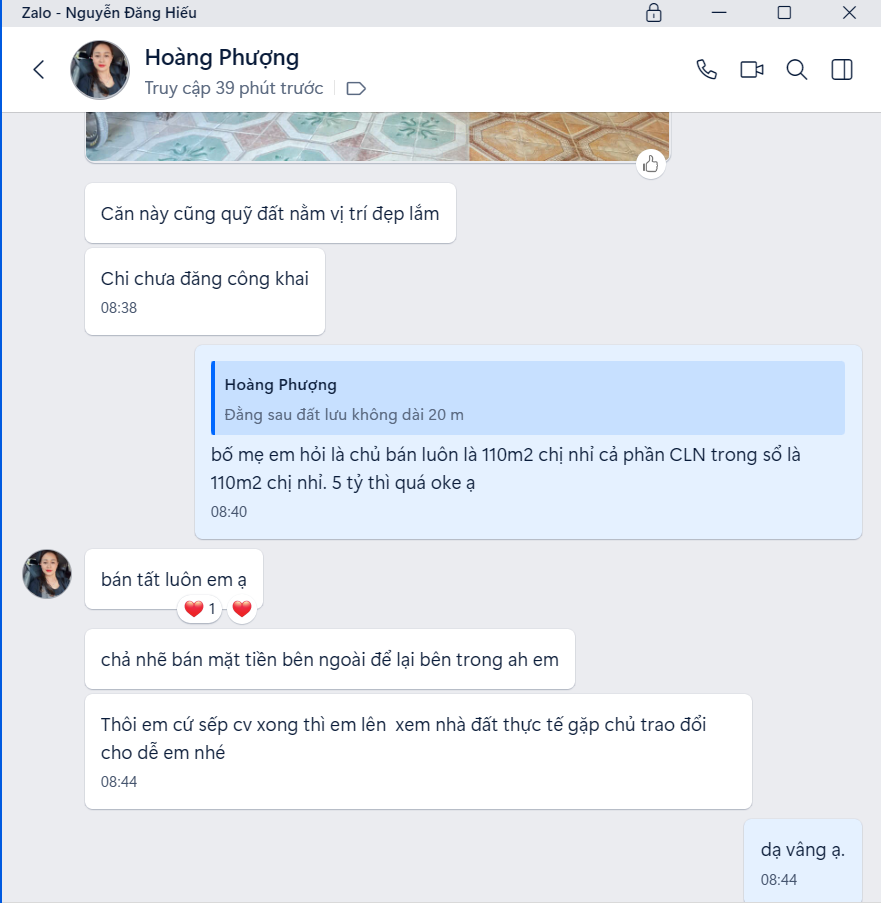 Zalo - Nguyễn Đăng Hiếu
Hoàng Phượng
Truy cập 39 phút trước
Căn này cũng quỹ đất nằm vị trí đẹp lắm
Chi chưa đăng công khai
08:38
Hoàng Phượng
Đằng sau đất lưu không dài 20 m
bố mẹ em hỏi là chủ bán luôn là 110m2 chị nhỉ cả phần CLN trong sổ là
110m2 chị nhỉ. 5 tỷ thì quá oke ạ
08:40
bán tất luôn em ạ
1
chả nhẽ bán mặt tiền bên ngoài để lại bên trong ah em
Thôi em cứ sếp cv xong thì em lên  xem nhà đất thực tế gặp chủ trao đổi
cho dễ em nhé
08:44
dạ vâng ạ.
08:44